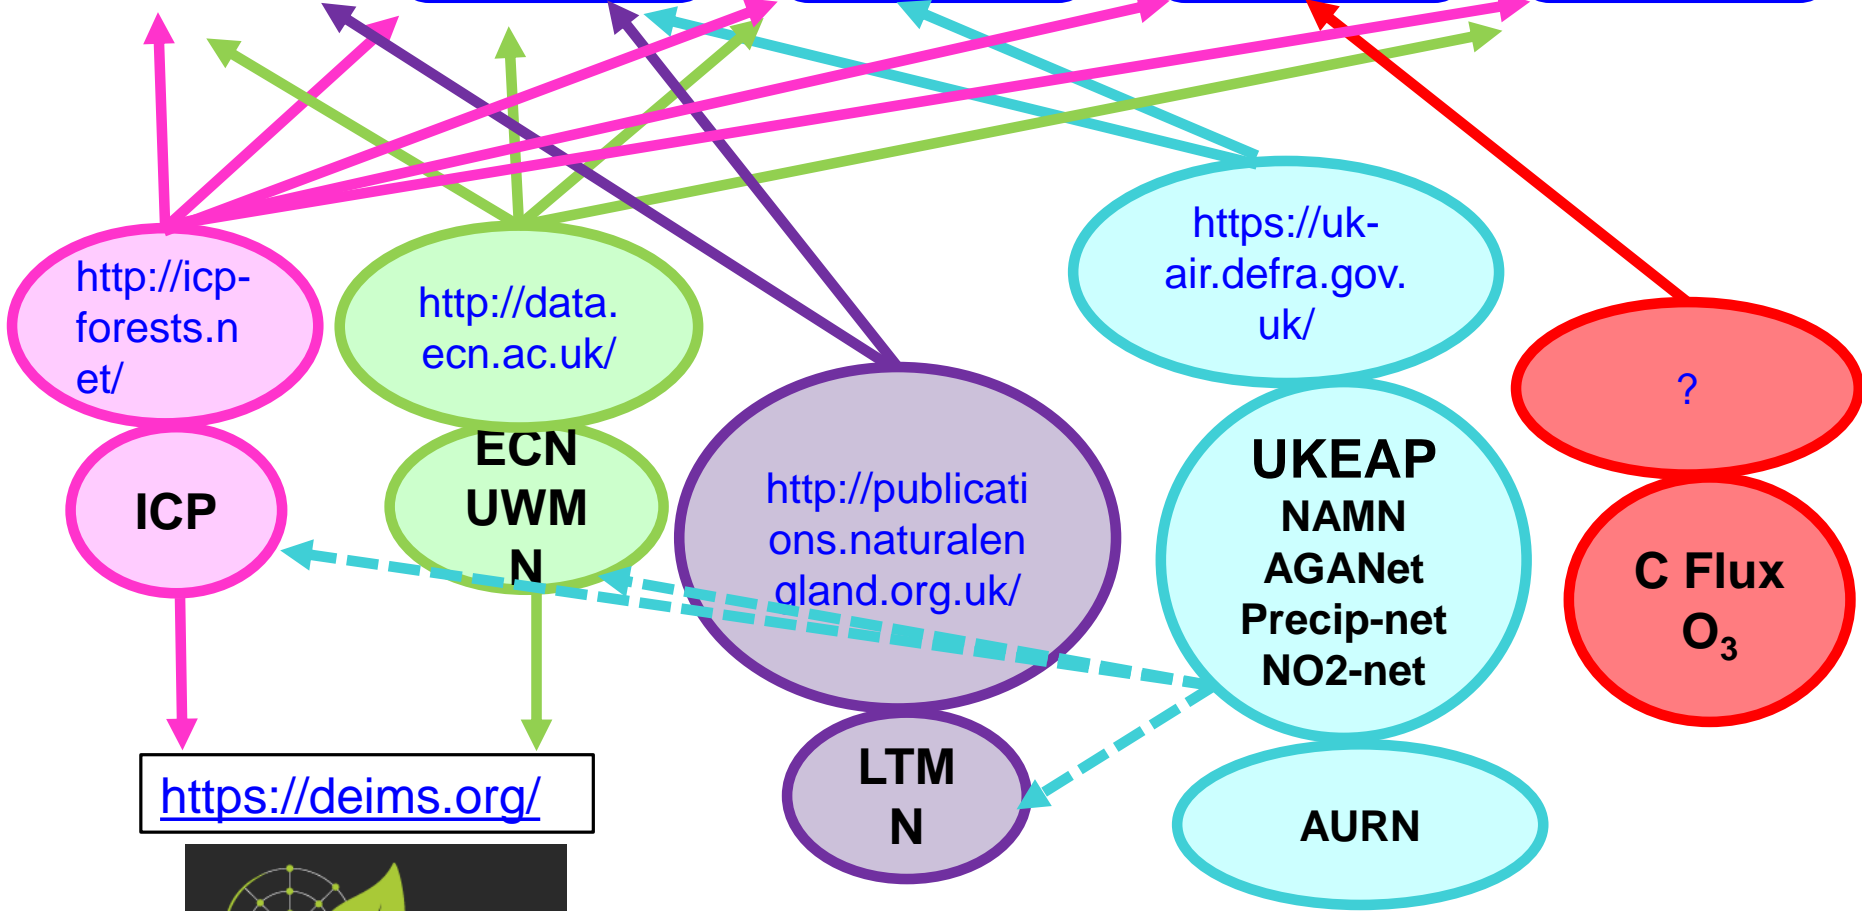 http://icp-
forests.n
et/
http://data.
ecn.ac.uk/
https://uk-
air.defra.gov.
uk/
?
ICP
ECN
UWM
N
http://publicati
ons.naturalen
gland.org.uk/
UKEAP
NAMN
AGANet
Precip-net
NO2-net
C Flux
O₃
https://deims.org/
LTM
N
AURN